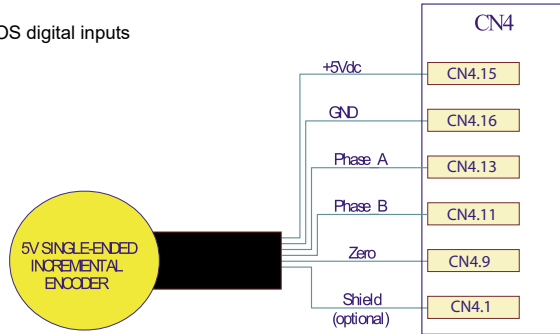 OS digital inputs
CN4
+5Vdc
CN4.15
GND
CN4.16
Phase_A
CN4.13
Phase_B
CN4.11
Zero
CN4.9
Shield
(optional)
CN4.1
5V SINGLE-ENDED
INCREMENTAL
ENCODER